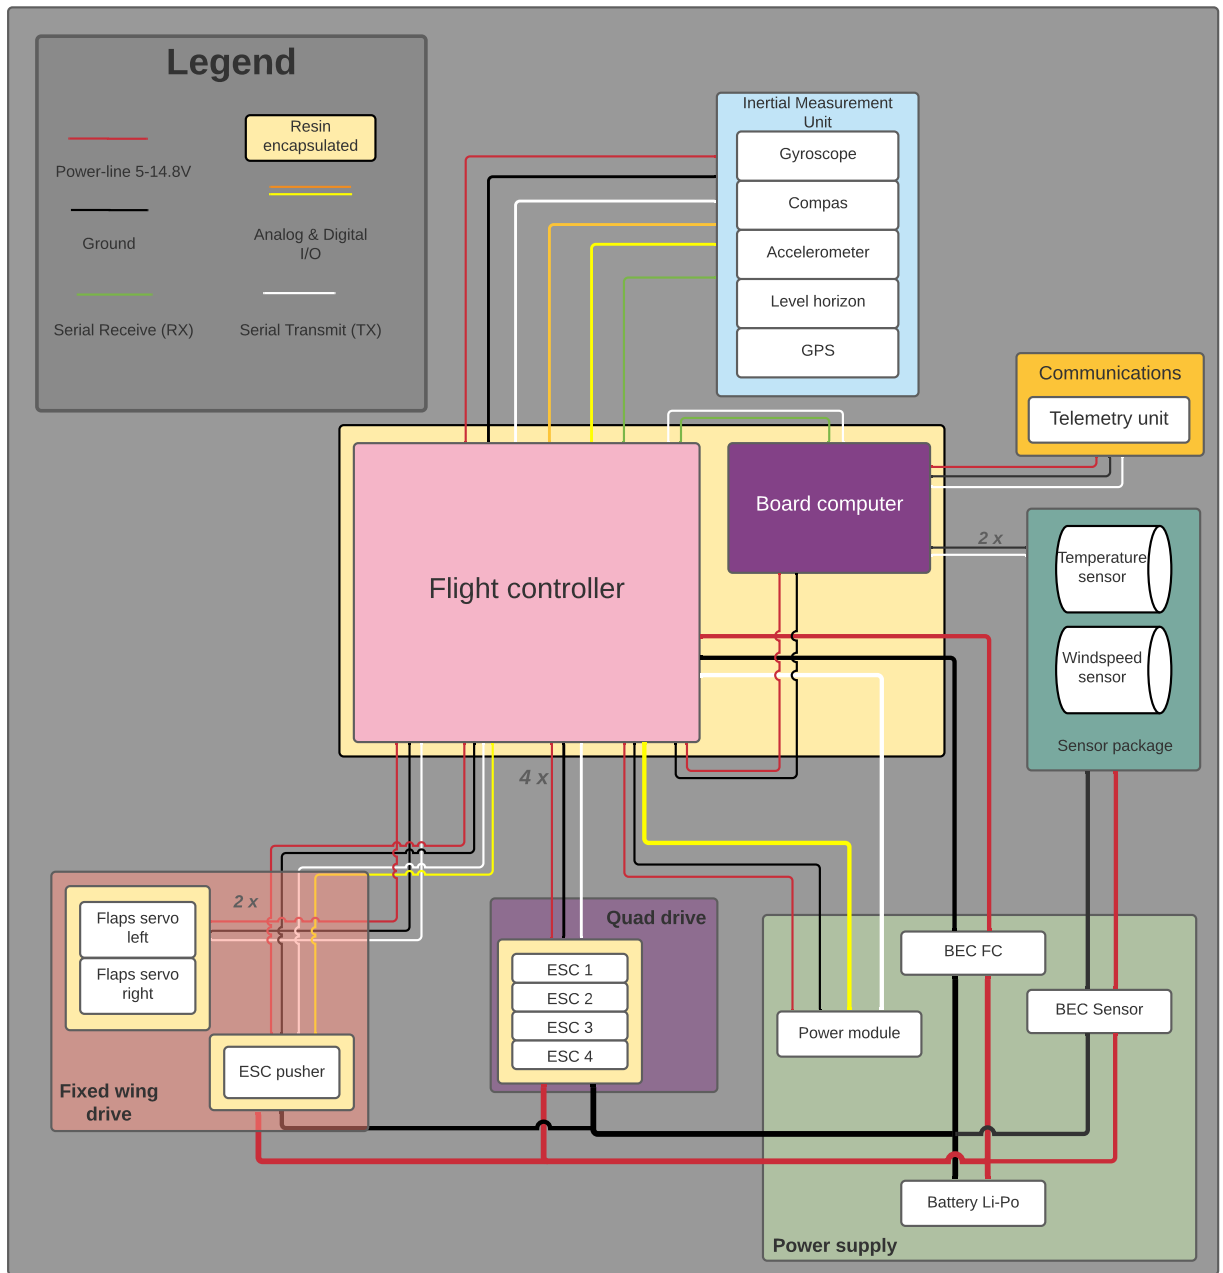 Legend
Resin
encapsulated
Power-line 5-14.8V
Ground
Analog & Digital
I/O
Serial Receive (RX)
Serial Transmit (TX)
Inertial Measurement
Unit
Gyroscope
Compas
Accelerometer
Level horizon
GPS
Communications
Telemetry unit
Flight controller
Board computer
2 x
Temperature
sensor
Windspeed
sensor
Sensor package
4 x
2 x
Flaps servo
left
Flaps servo
right
ESC pusher
Fixed wing
drive
Quad drive
ESC 1
ESC 2
ESC 3
ESC 4
BEC FC
BEC Sensor
Power module
Battery Li-Po
Power supply